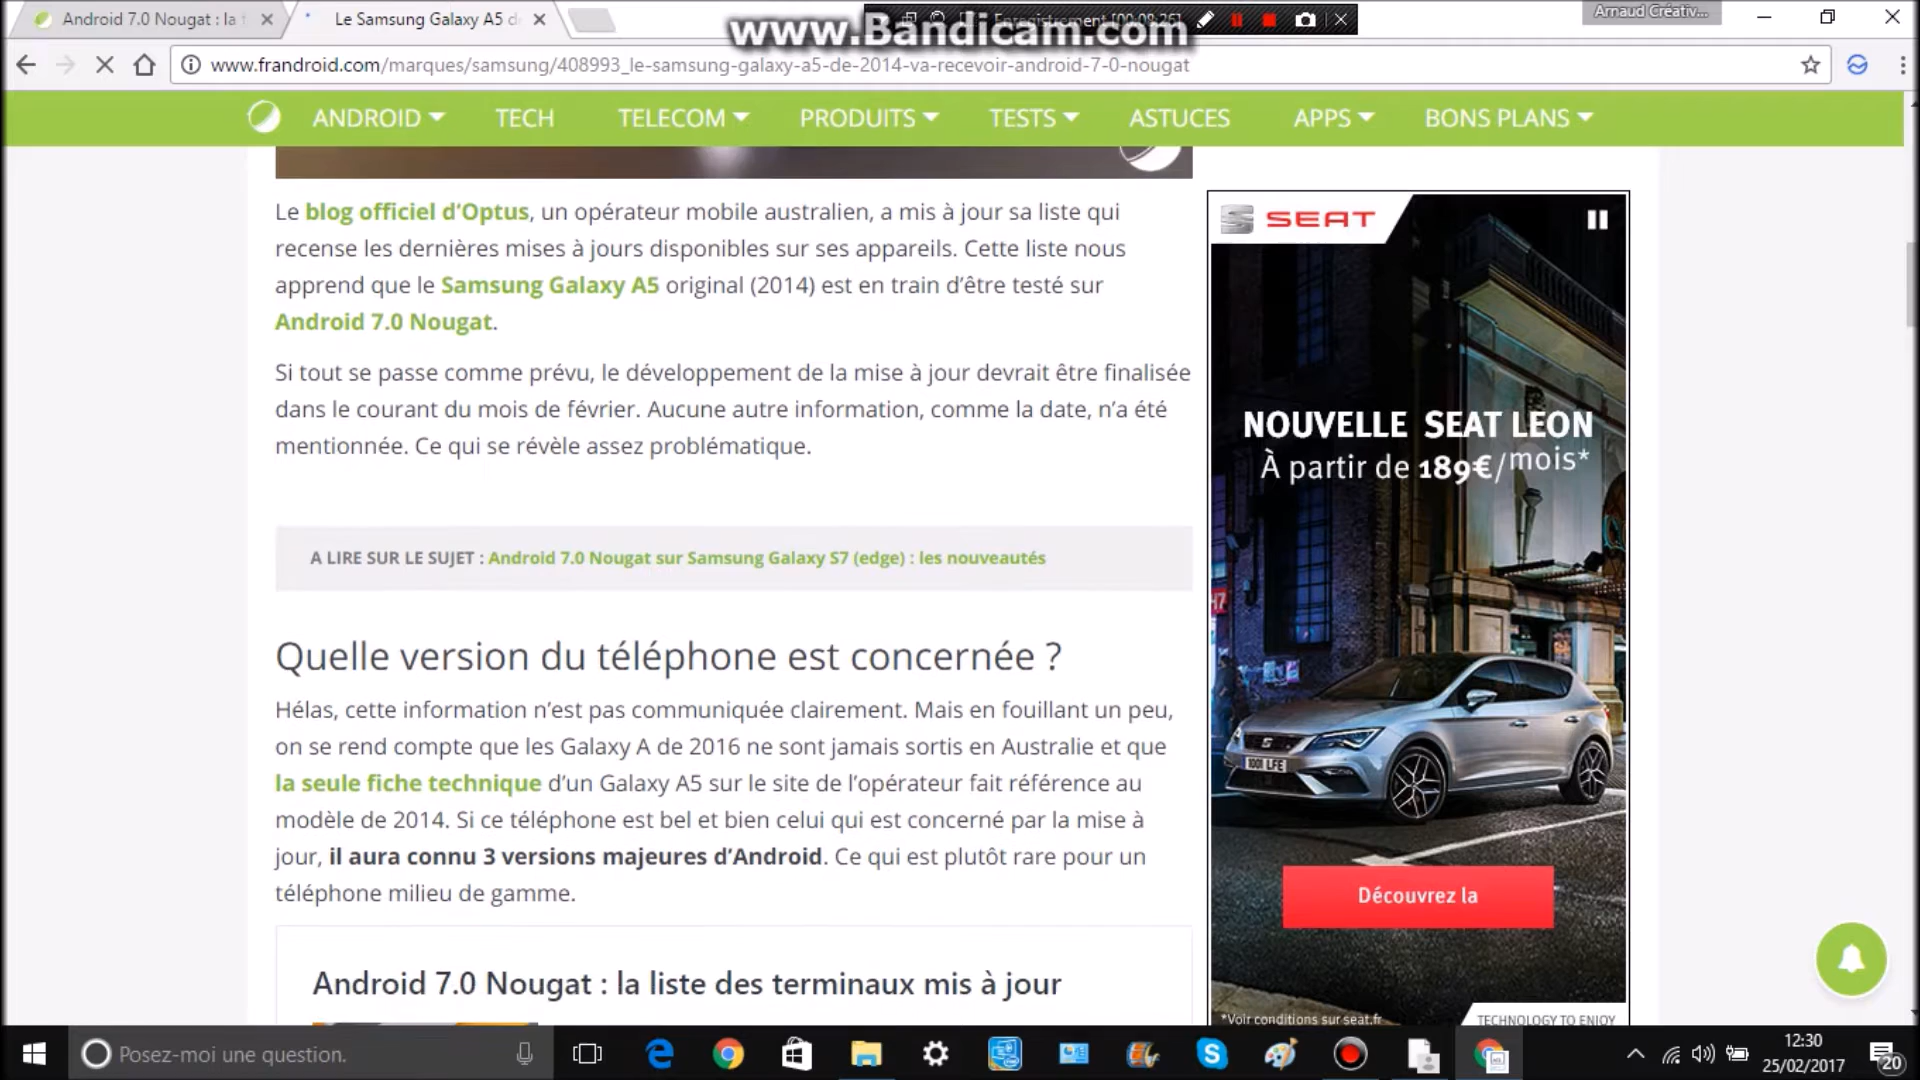 Android 7.0 Nougat : la
Le Samsung Galaxy A5 d
www.Bandicam.com
Enregistrement [00:08:26]
Arnaud Créativ...
www.frandroid.com/marques/samsung/408993_le-samsung-galaxy-a5-de-2014-va-recevoir-android-7-0-nougat
ANDROID TECH TELECOM PRODUITS TESTS ASTUCES APPS BONS PLANS
Le blog officiel d’Optus, un opérateur mobile australien, a mis à jour sa liste qui
recense les dernières mises à jours disponibles sur ses appareils. Cette liste nous
apprend que le Samsung Galaxy A5 original (2014) est en train d’être testé sur
Android 7.0 Nougat.
Si tout se passe comme prévu, le développement de la mise à jour devrait être finalisée
dans le courant du mois de février. Aucune autre information, comme la date, n’a été
mentionnée. Ce qui se révèle assez problématique.
A LIRE SUR LE SUJET : Android 7.0 Nougat sur Samsung Galaxy S7 (edge) : les nouveautés
Quelle version du téléphone est concernée ?
Hélas, cette information n’est pas communiquée clairement. Mais en fouillant un peu,
on se rend compte que les Galaxy A de 2016 ne sont jamais sortis en Australie et que
la seule fiche technique d’un Galaxy A5 sur le site de l’opérateur fait référence au
modèle de 2014. Si ce téléphone est bel et bien celui qui est concerné par la mise à
jour, il aura connu 3 versions majeures d’Android. Ce qui est plutôt rare pour un
téléphone milieu de gamme.
Android 7.0 Nougat : la liste des terminaux mis à jour
SEAT
NOUVELLE SEAT LEON
À partir de 189€/mois*
H7
1001 LFE
Découvrez la
*Voir conditions sur seat.fr
TECHNOLOGY TO ENJOY
Posez-moi une question.
12:30
25/02/2017
20